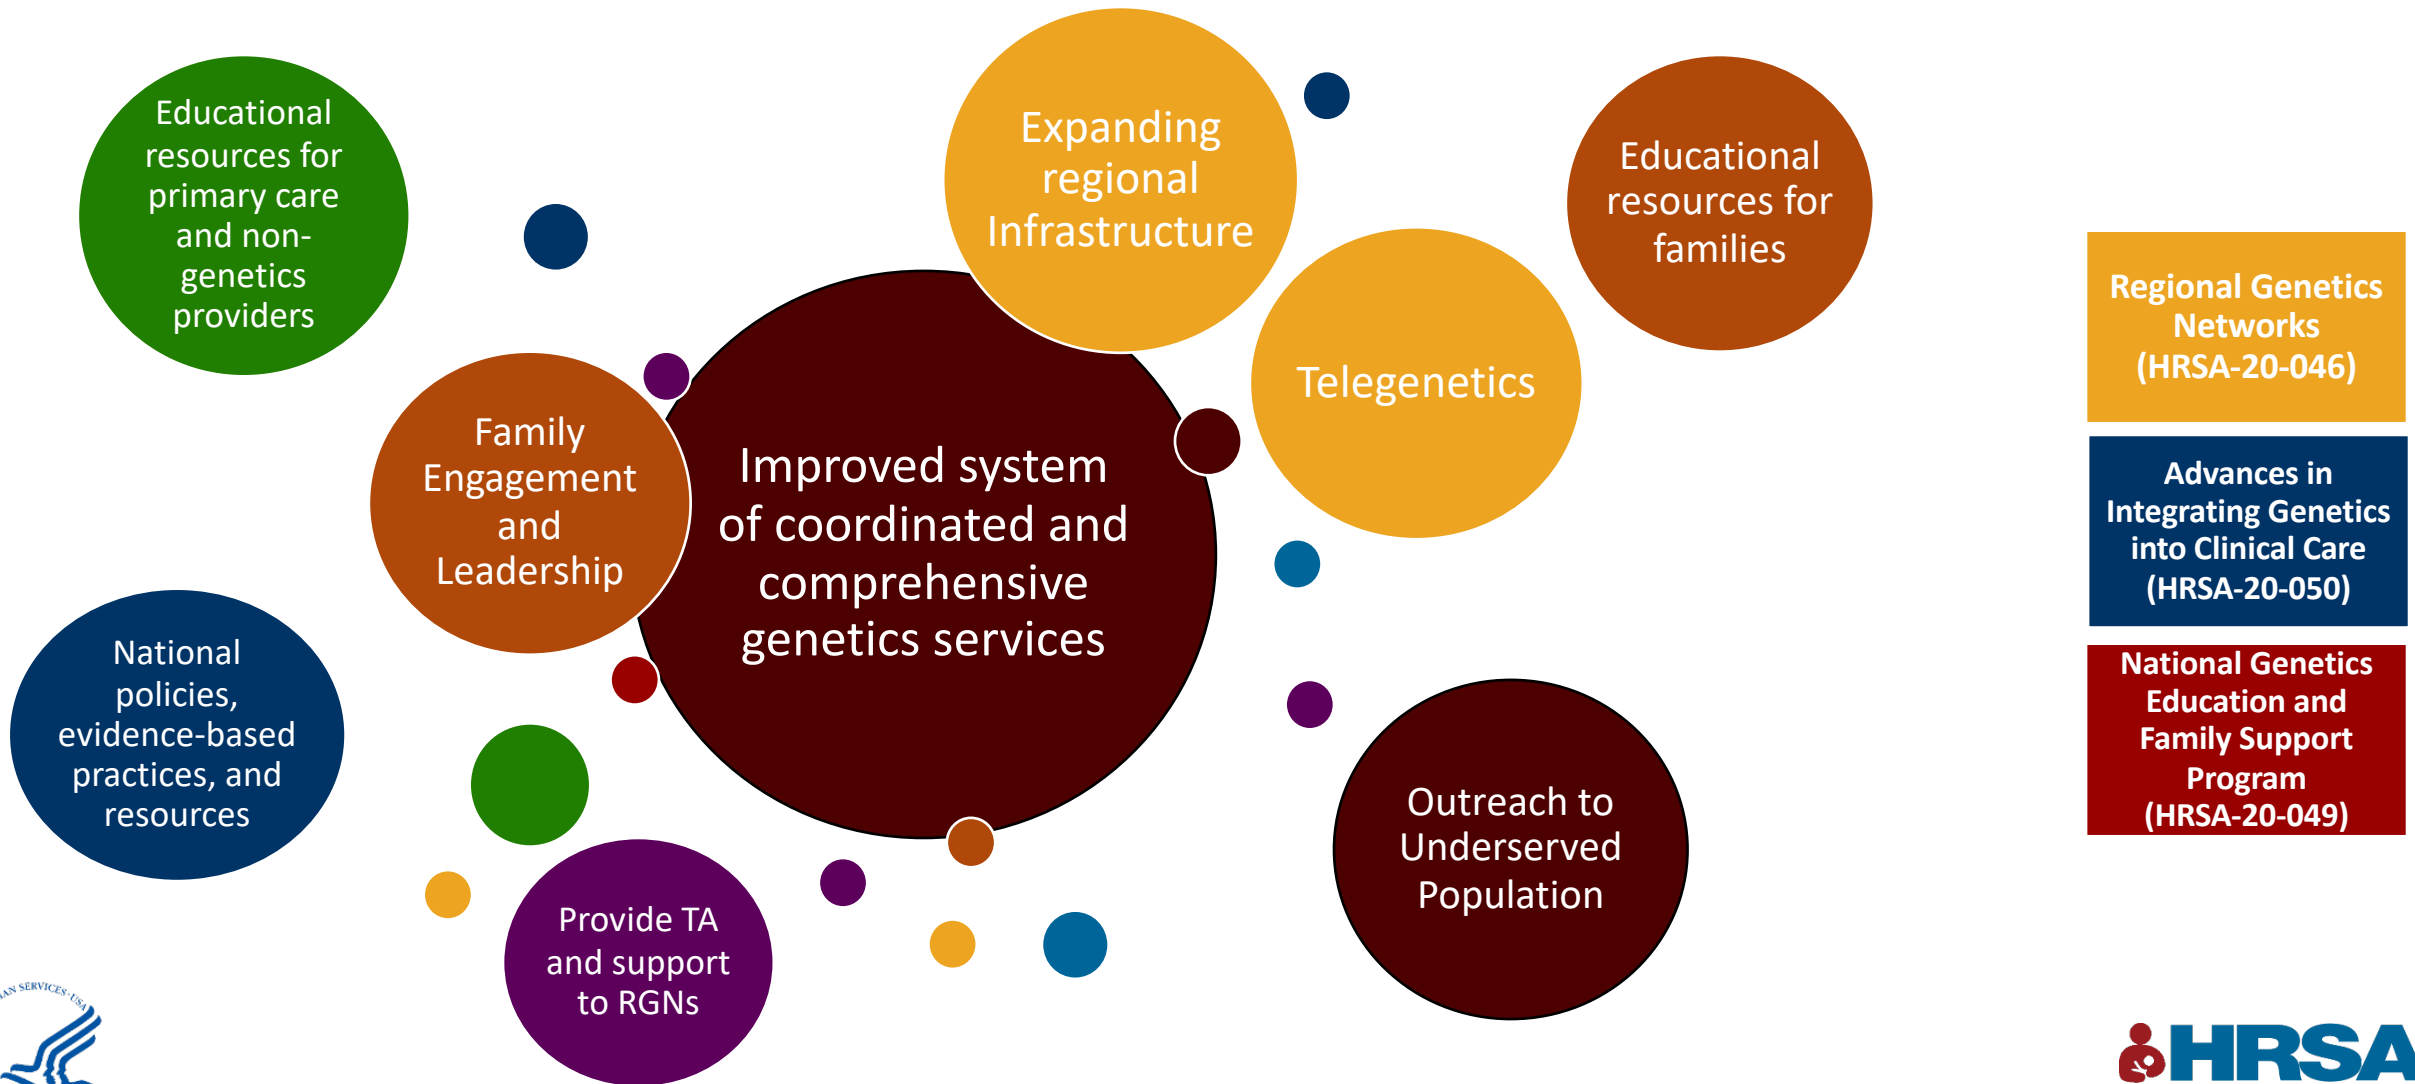 Educational
resources for
primary care
and non-
genetics
providers
Expanding
regional
Infrastructure
Educational
resources for
families
Telegenetics
Family
Engagement
and
Leadership
Improved system
of coordinated and
comprehensive
genetics services
National
policies,
evidence-based
practices, and
resources
Provide TA
and support
to RGNs
Outreach to
Underserved
Population
Regional Genetics
Networks
(HRSA-20-046)
Advances in
Integrating Genetics
into Clinical Care
(HRSA-20-050)
National Genetics
Education and
Family Support
Program
(HRSA-20-049)
SERVICES·USA
HRSA